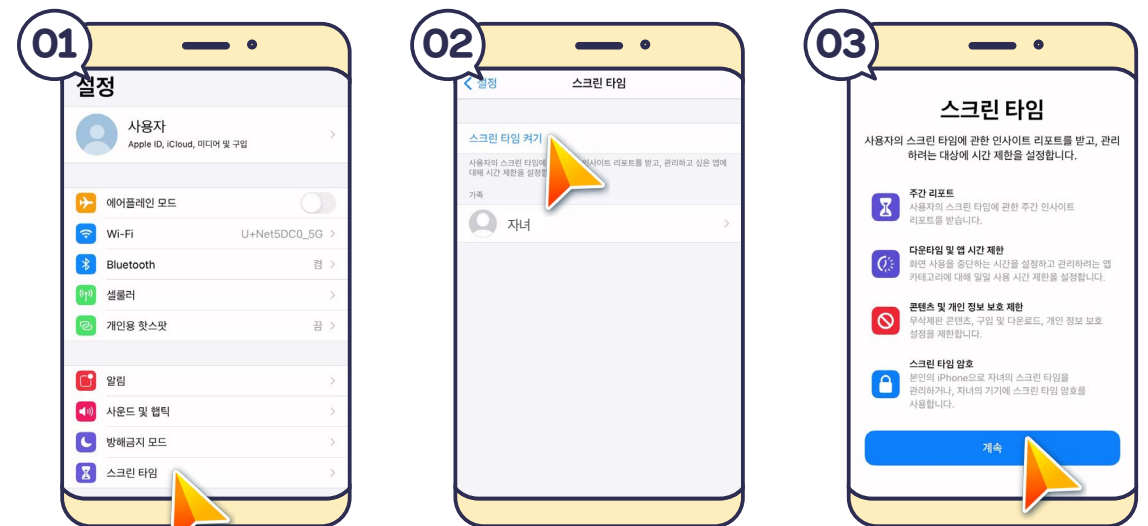 01
설정
사용자
Apple ID, iCloud, 미디어 및 구입
에어플레인 모드
Wi-Fi U+Net5DC0_5G
Bluetooth 켬
셀룰러
개인용 핫스팟 끔
알림
사운드 및 햅틱
방해금지 모드
스크린 타임
02
설정 스크린 타임
스크린 타임 켜기
사용자의 스크린 타임에 인사이트 리포트를 받고, 관리하고 싶은 앱에
대해 시간 제한을 설정
가족
자녀
03
스크린 타임
사용자의 스크린 타임에 관한 인사이트 리포트를 받고, 관리
하려는 대상에 시간 제한을 설정합니다.
주간 리포트
사용자의 스크린 타임에 관한 주간 인사이트
리포트를 받습니다.
다운타임 및 앱 시간 제한
화면 사용을 중단하는 시간을 설정하고 관리하려는 앱
카테고리에 대해 일일 사용 시간 제한을 설정합니다.
콘텐츠 및 개인 정보 보호 제한
무삭제판 콘텐츠, 구입 및 다운로드, 개인 정보 보호
설정을 제한합니다.
스크린 타임 암호
본인의 iPhone으로 자녀의 스크린 타임을
관리하거나, 자녀의 기기에 스크린 타임 암호를
사용합니다.
계속